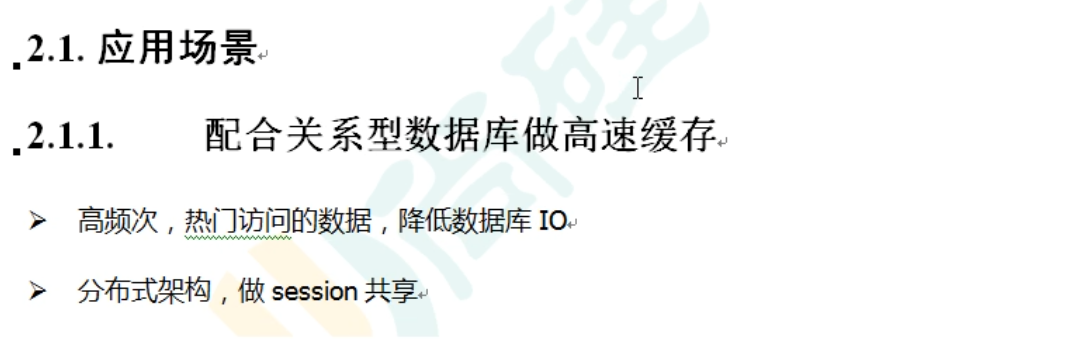 2.1. 应用场景
2.1.1. 配合关系型数据库做高速缓存
➢ 高频次，热门访问的数据，降低数据库 IO
➢ 分布式架构，做 session 共享